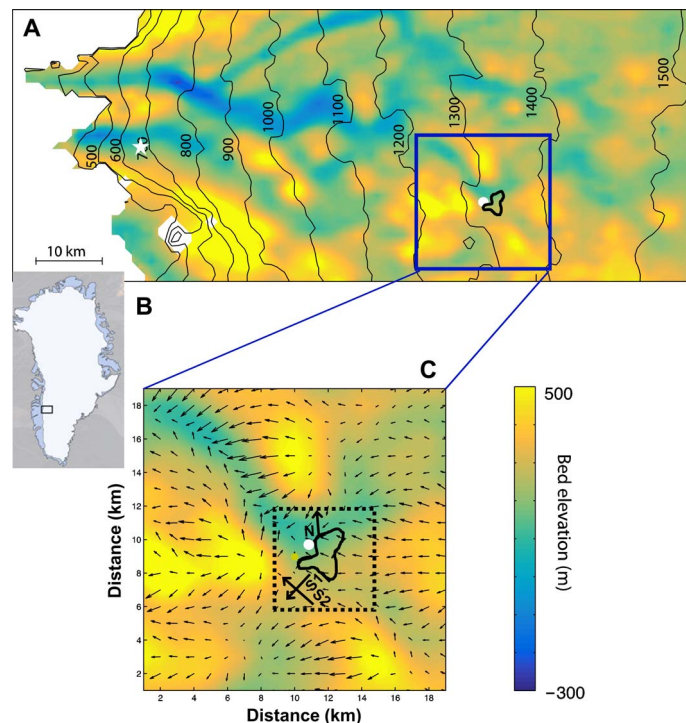 A
500
600
700
800
900
1000
1100
1200
1300
1400
1500
10 km
B
C
18
16
14
12
10
8
6
4
2
Distance (km)
N
S1
S2
2 4 6 8 10 12 14 16 18
Distance (km)
500
Bed elevation (m)
−300